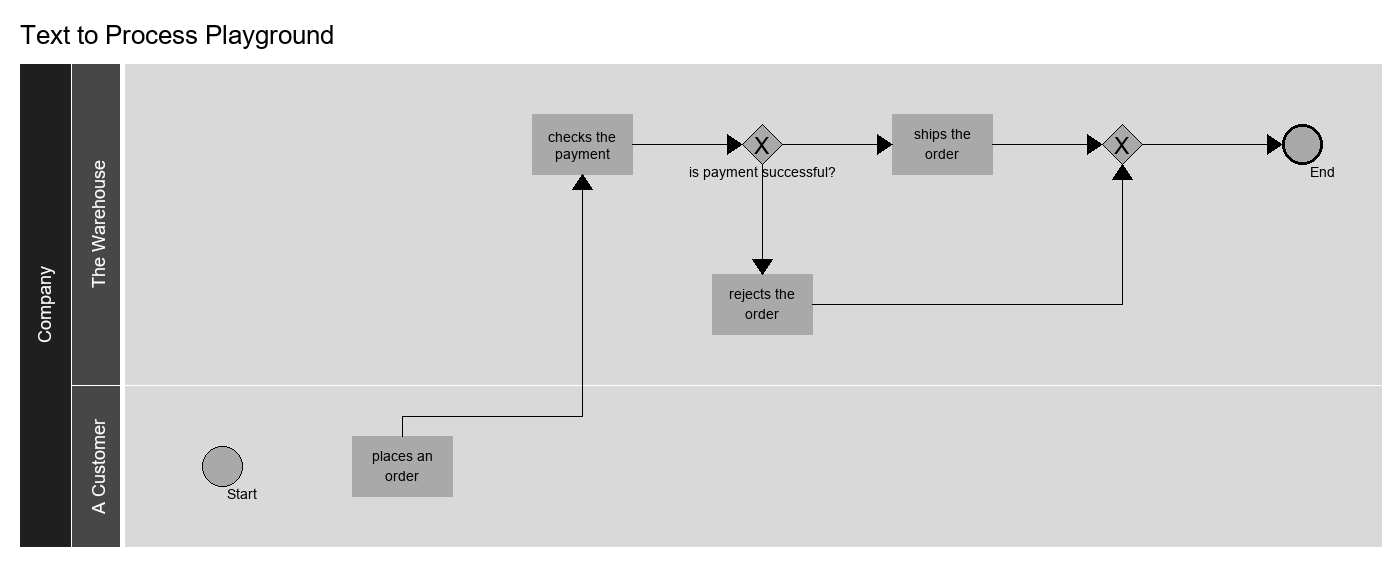 Text to Process Playground
Company
The Warehouse
checks the
payment
X
is payment successful?
ships the
order
X
End
rejects the
order
A Customer
Start
places an
order